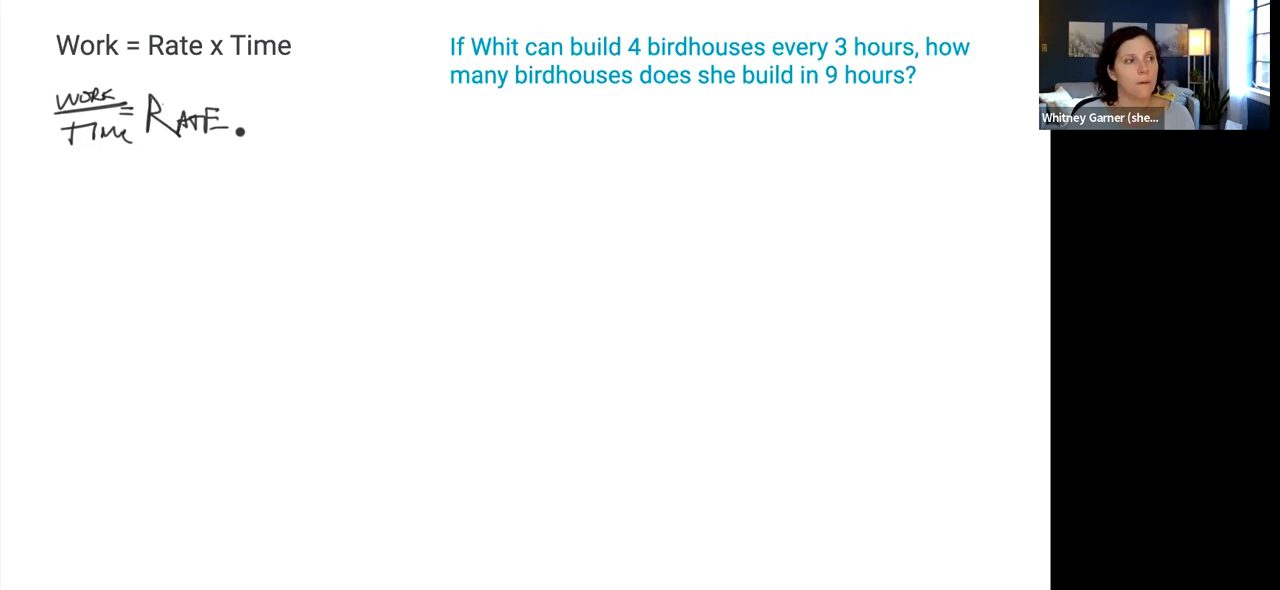 Work = Rate x Time
WORK
TIME = RATE.
If Whit can build 4 birdhouses every 3 hours, how
many birdhouses does she build in 9 hours?
Whitney Garner (she...